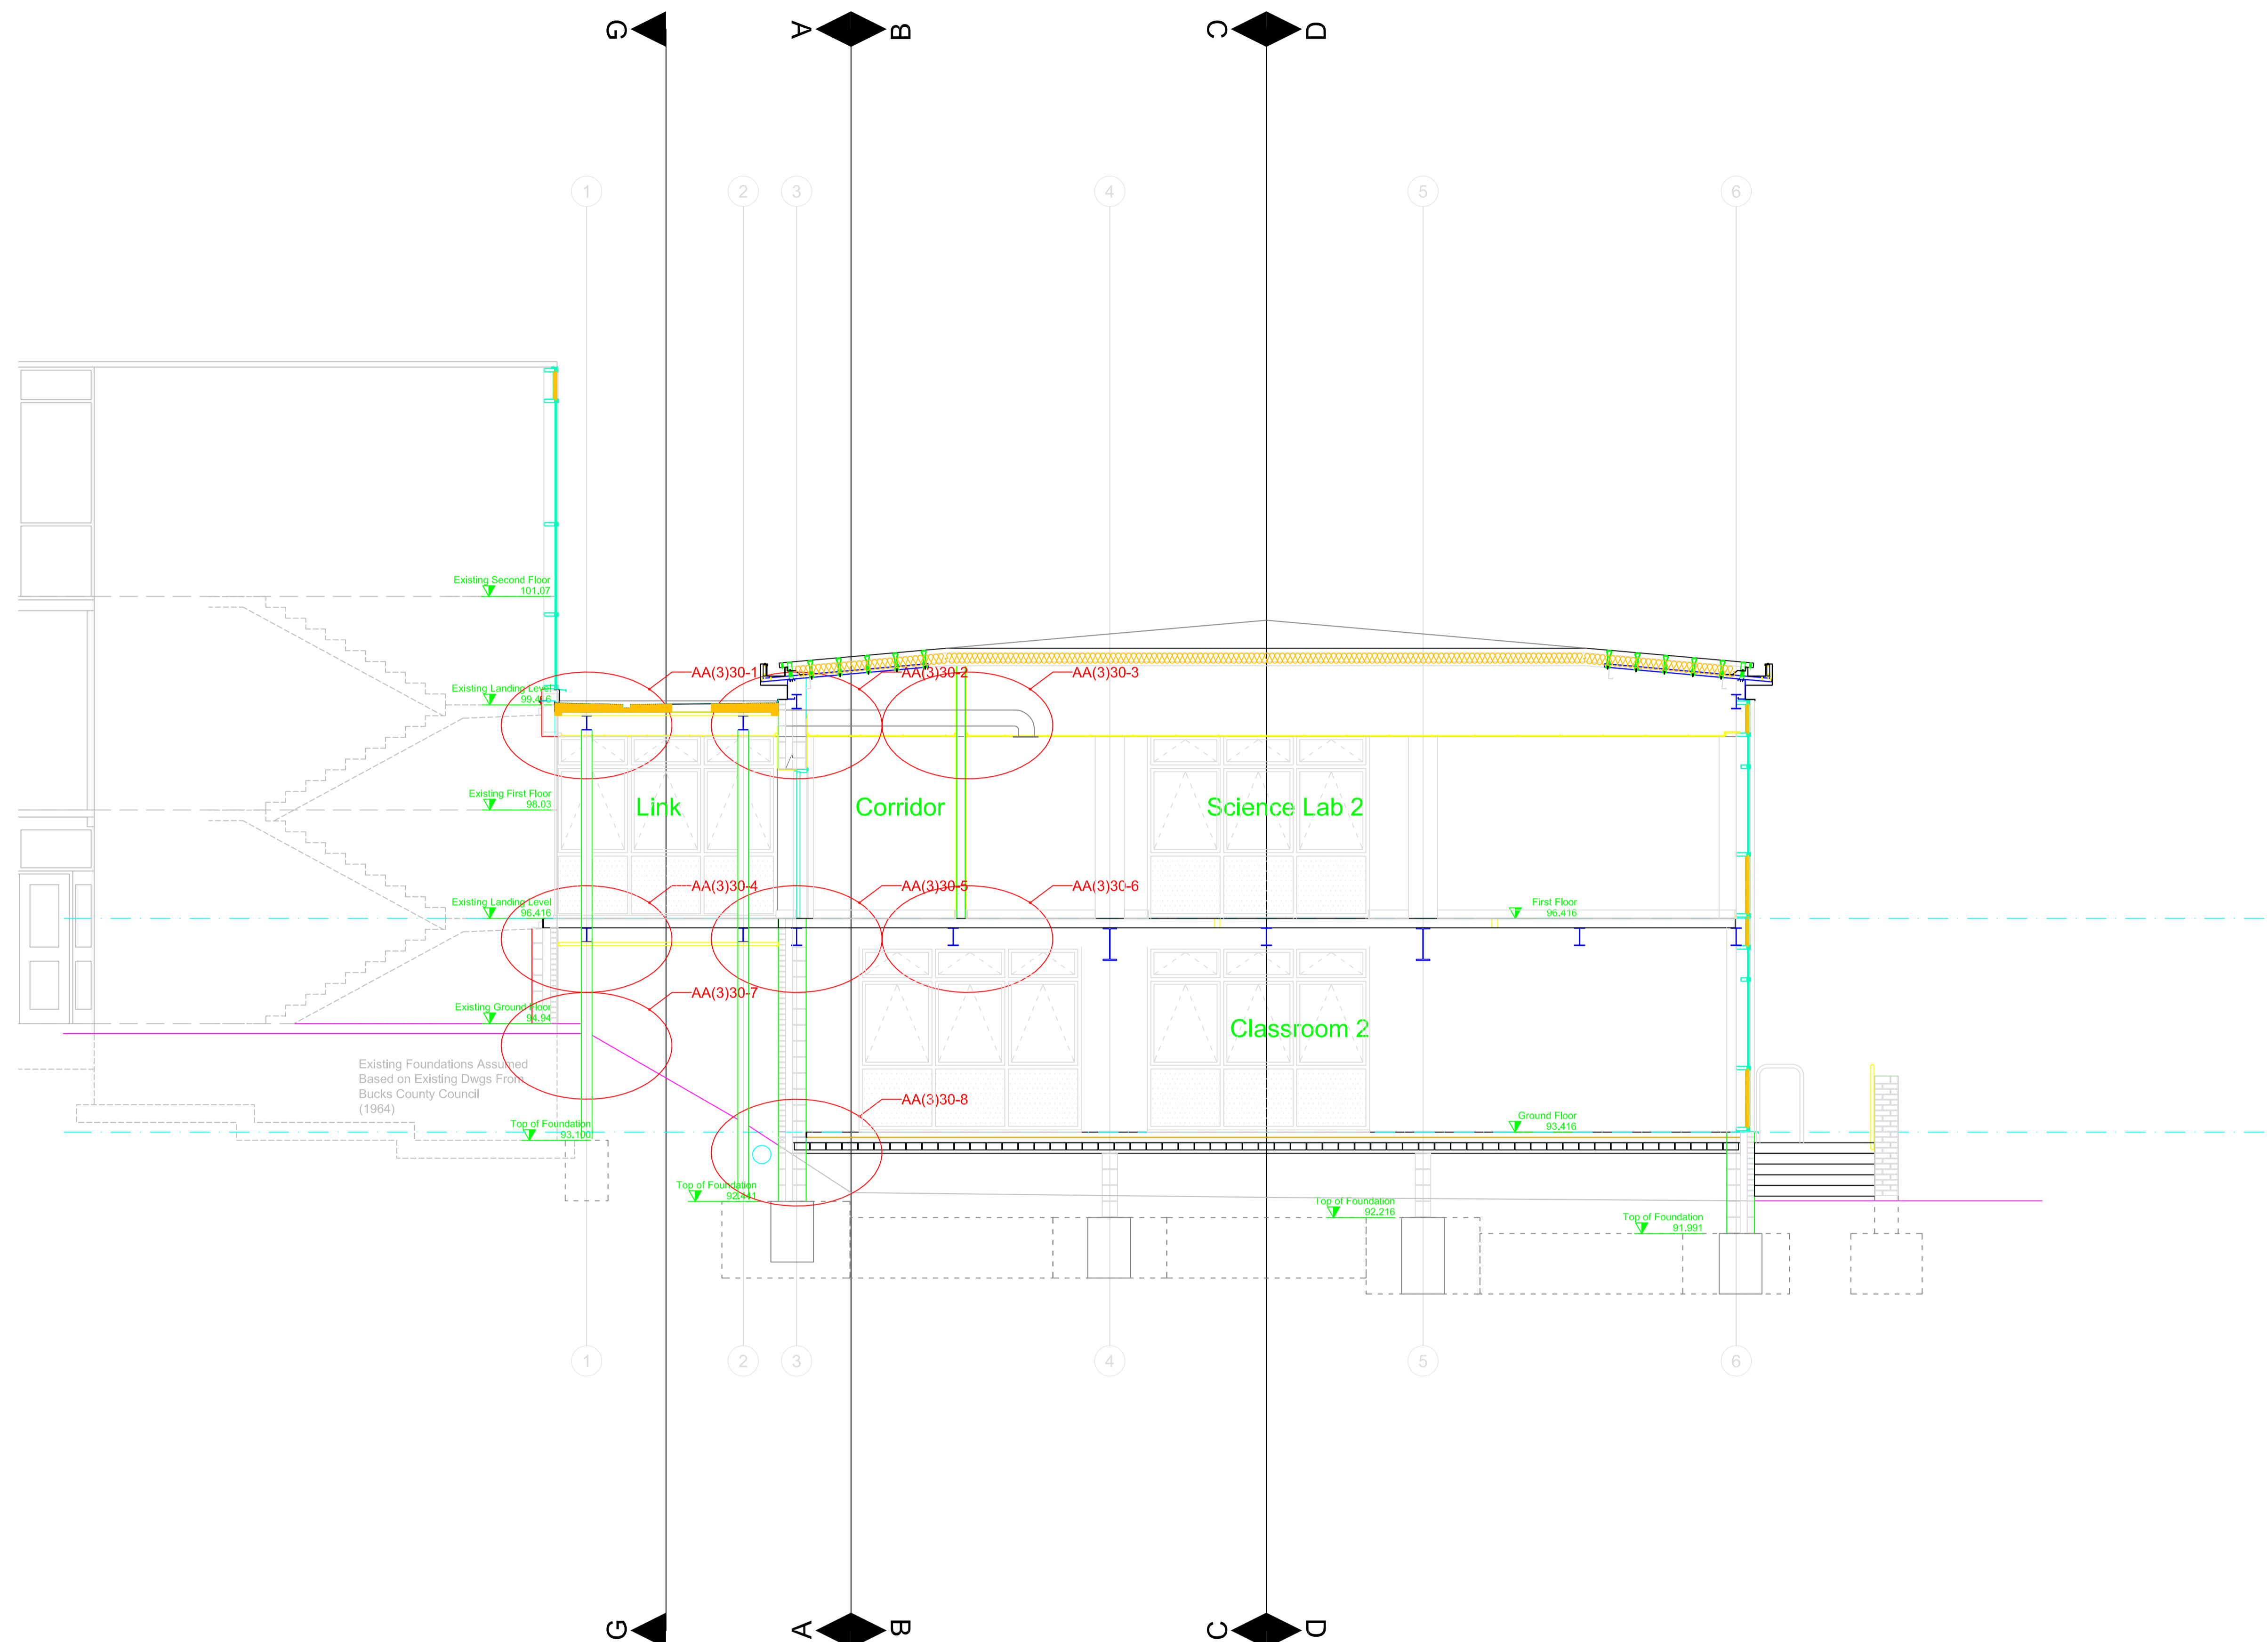 G
A
B
C
D
1
2
3
4
5
6
Existing Second Floor
101.07
AA(3)30-1
AA(3)30-2
AA(3)30-3
Existing Landing Level
Existing First Floor
98.03
Link
Corridor
Science Lab 2
AA(3)30-4
AA(3)30-5
AA(3)30-6
Existing Landing Level
96.416
First Floor
96.416
AA(3)30-7
Existing Ground Floor
94.94
Classroom 2
Existing Foundations Assumed
Based on Existing Dwgs From
Bucks County Council
(1964)
AA(3)30-8
Top of Foundation
93.100
Ground Floor
93.416
Top of Foundation
Top of Foundation
92.216
Top of Foundation
91.991
1
2
3
4
5
6
G
A
B
C
D